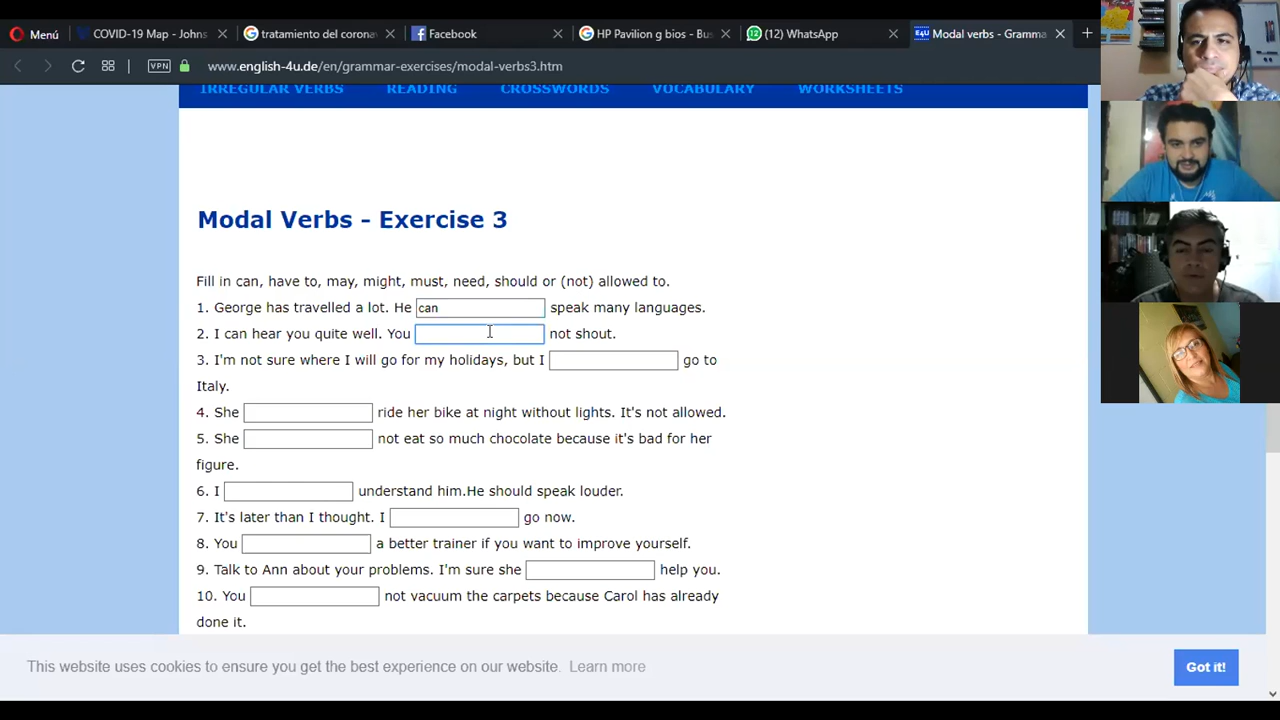 Menú
COVID-19 Map - Johns
tratamiento del corona
Facebook
HP Pavilion g bios - Bus
(12) WhatsApp
E4U Modal verbs - Gramma
VPN www.english-4u.de/en/grammar-exercises/modal-verbs3.htm
IRREGULAR VERBS READING CROSSWORDS VOCABULARY WORKSHEETS
Modal Verbs - Exercise 3
Fill in can, have to, may, might, must, need, should or (not) allowed to.
1. George has travelled a lot. He can speak many languages.
2. I can hear you quite well. You not shout.
3. I'm not sure where I will go for my holidays, but I go to
Italy.
4. She ride her bike at night without lights. It's not allowed.
5. She not eat so much chocolate because it's bad for her
figure.
6. I understand him.He should speak louder.
7. It's later than I thought. I go now.
8. You a better trainer if you want to improve yourself.
9. Talk to Ann about your problems. I'm sure she help you.
10. You not vacuum the carpets because Carol has already
done it.
This website uses cookies to ensure you get the best experience on our website. Learn more
Got it!